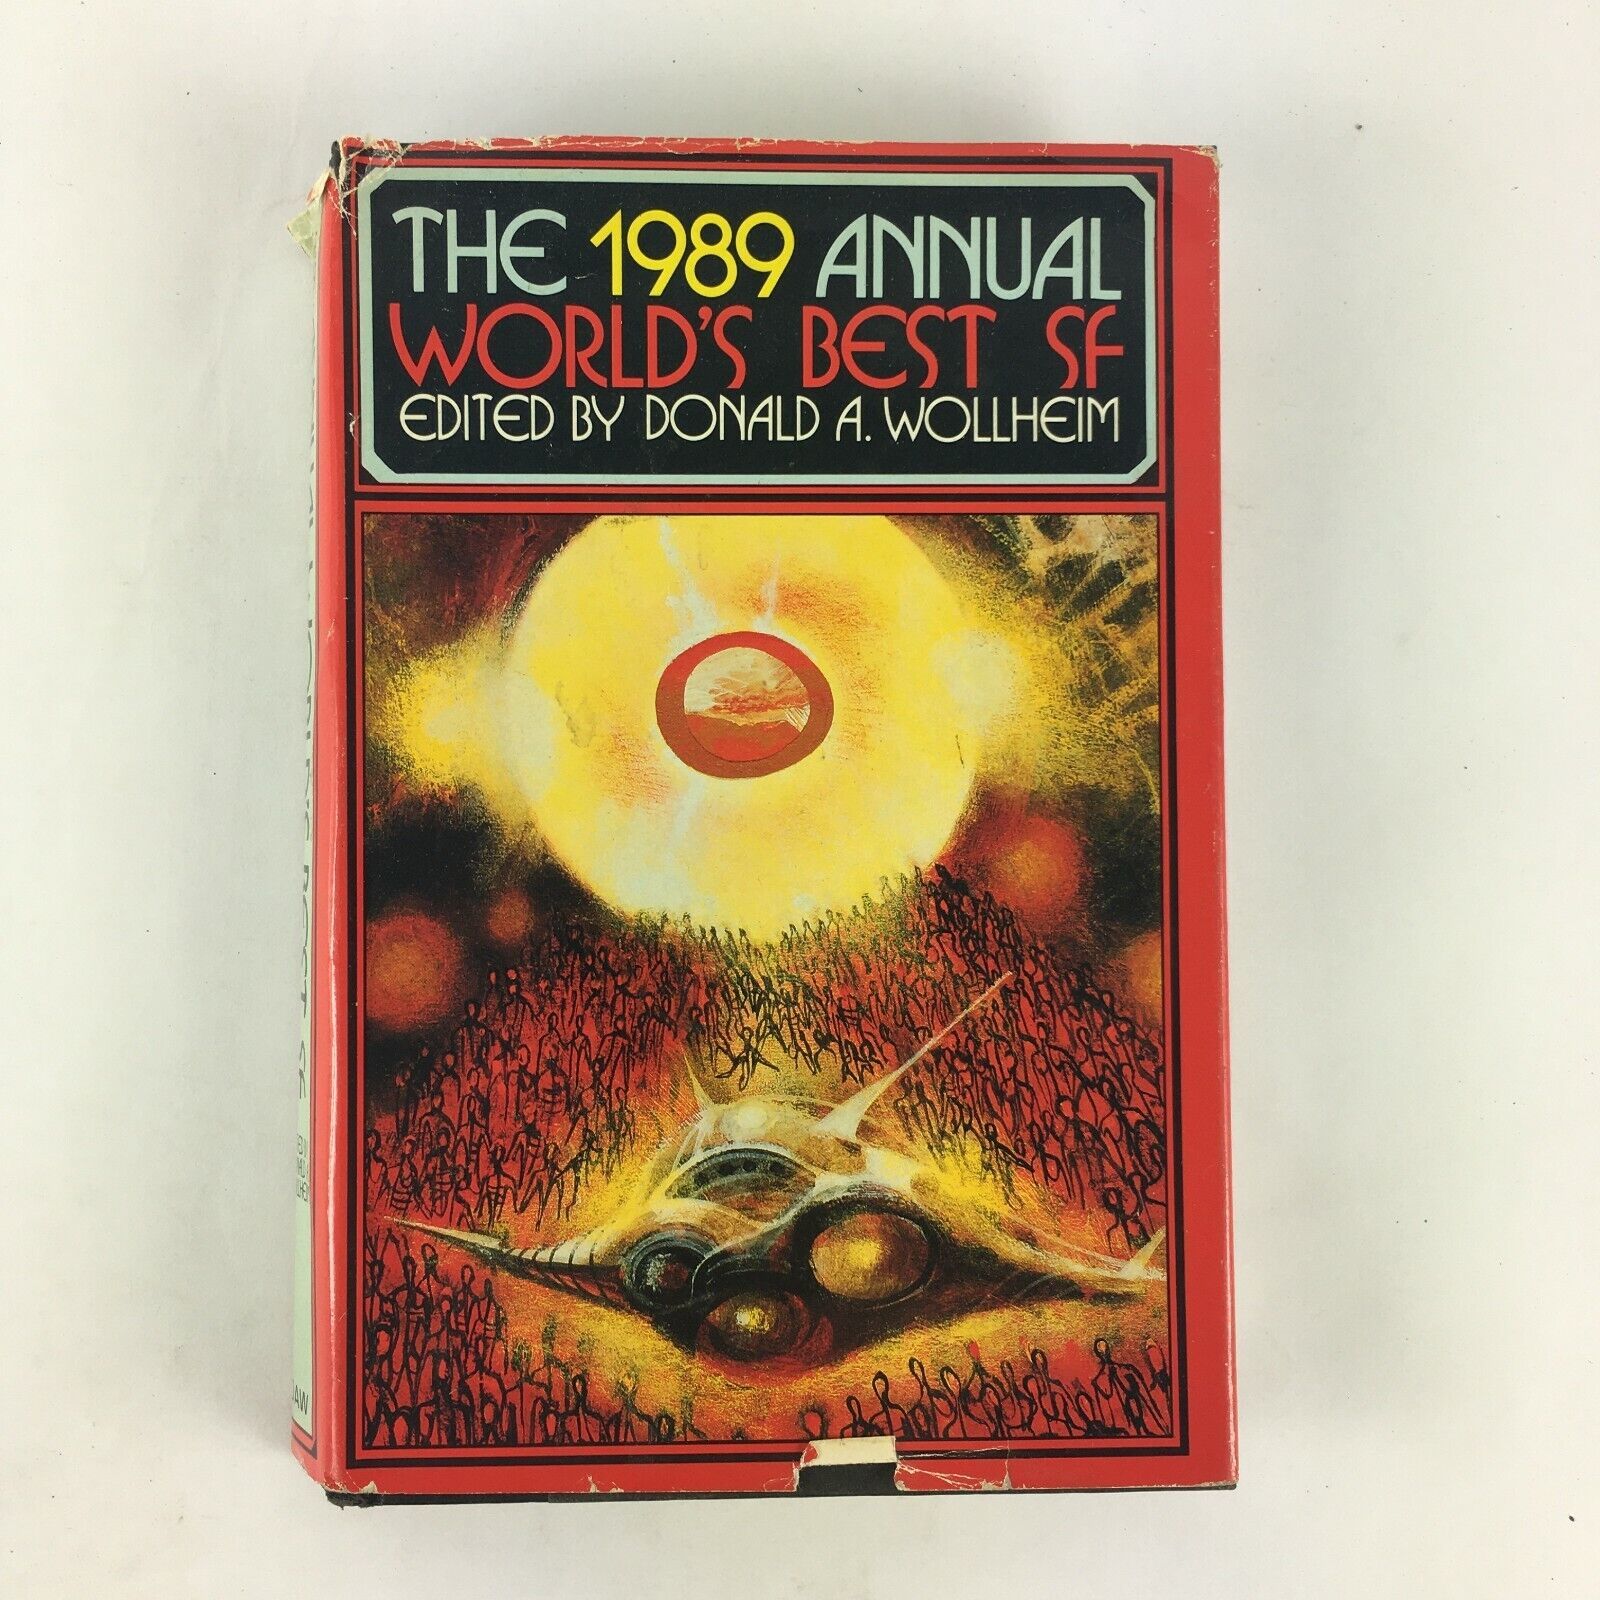 THE 1989 ANNUAL
WORLD'S BEST SF
EDITED BY DONALD A. WOLLHEIM